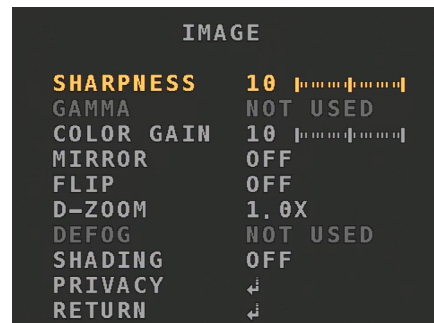 IMAGE
SHARPNESS 10
GAMMA NOT USED
COLOR GAIN 10
MIRROR OFF
FLIP OFF
D-ZOOM 1.0X
DEFOG NOT USED
SHADING OFF
PRIVACY ↲
RETURN ↲